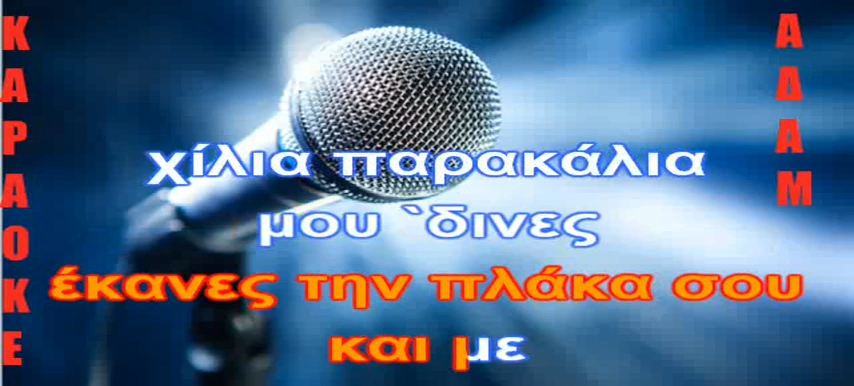 ΚΑΡΑΟΚΕ
ΑΔΑΜ
χίλια παρακάλια
μου `δινες
έκανες την πλάκα σου
και με